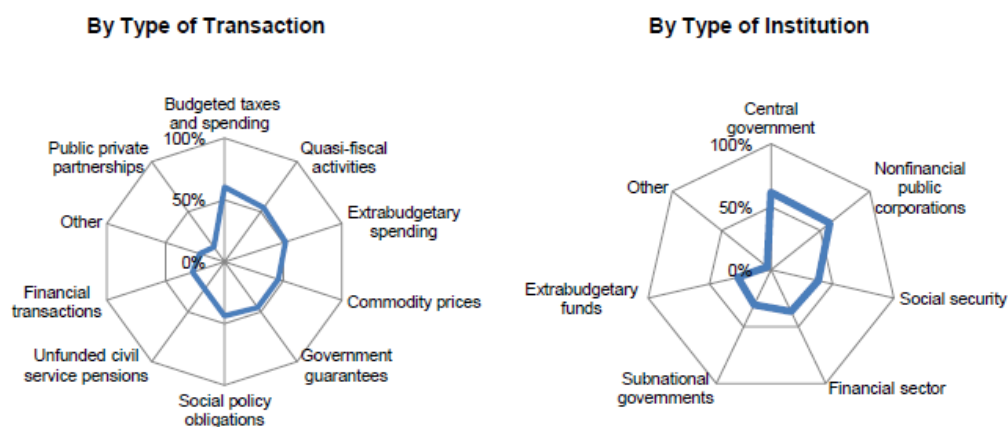 By Type of Transaction
Budgeted taxes
and spending
100%
Public private
partnerships
Quasi-fiscal
activities
50%
Other
Extrabudgetary
spending
0%
Financial
transactions
Commodity prices
Unfunded civil
service pensions
Government
guarantees
Social policy
obligations
By Type of Institution
Central
government
100%
Nonfinancial
public
corporations
Other
50%
0%
Extrabudgetary
funds
Social security
Subnational
governments
Financial sector